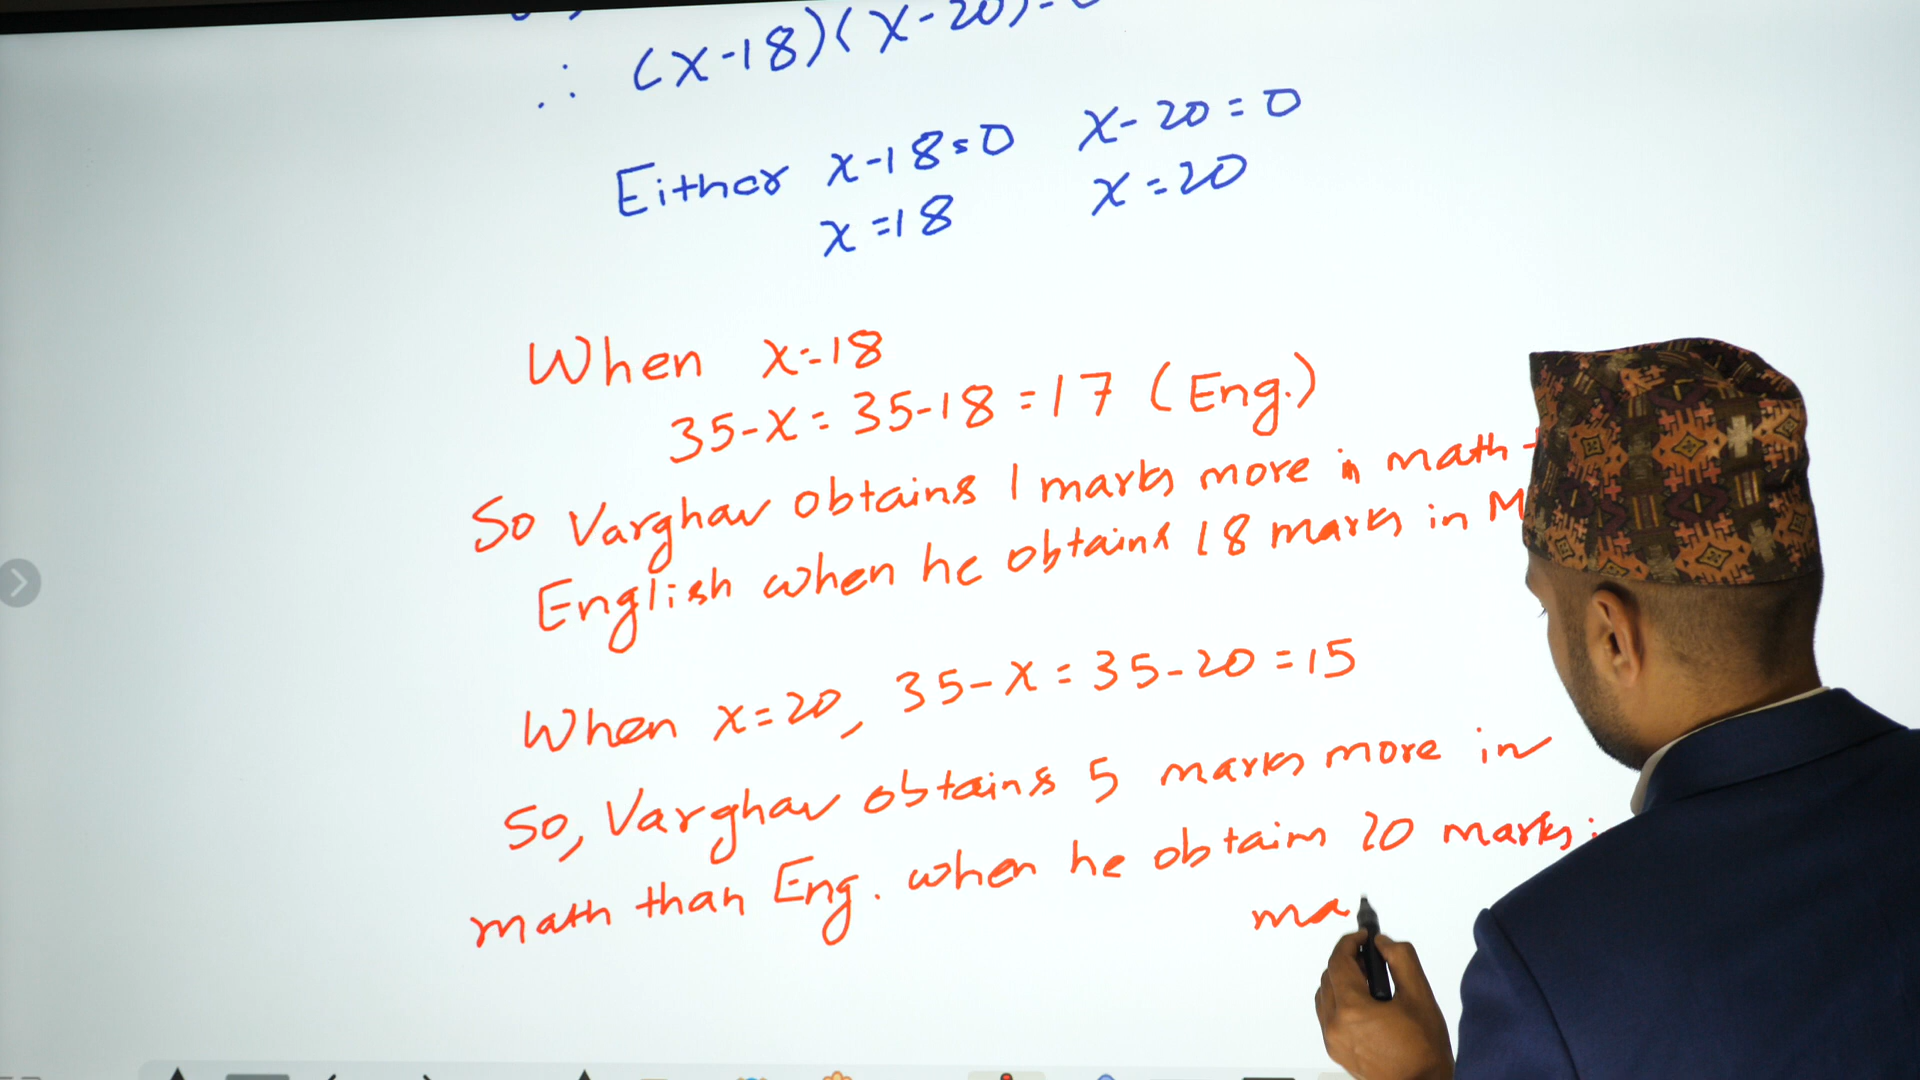 ∴ (x-18)(x-20)=0
Either x-18=0 x-20=0
x=18 x=20
When x=18
35-x=35-18=17 (Eng.)
So Varghav obtains 1 marks more in math
English when he obtains 18 marks in M
When x=20, 35-x=35-20=15
So, Varghav obtains 5 marks more in
math than Eng. when he obtains 20 marks
ma